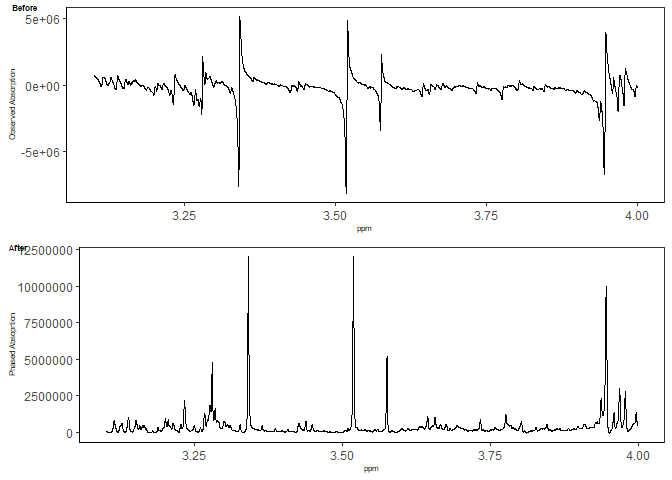 Before
5e+06
0e+00
-5e+06
Observed Absorption
3.25 3.50 3.75 4.00
ppm
After
12500000
10000000
7500000
5000000
2500000
0
Phased Absorption
3.25 3.50 3.75 4.00
ppm